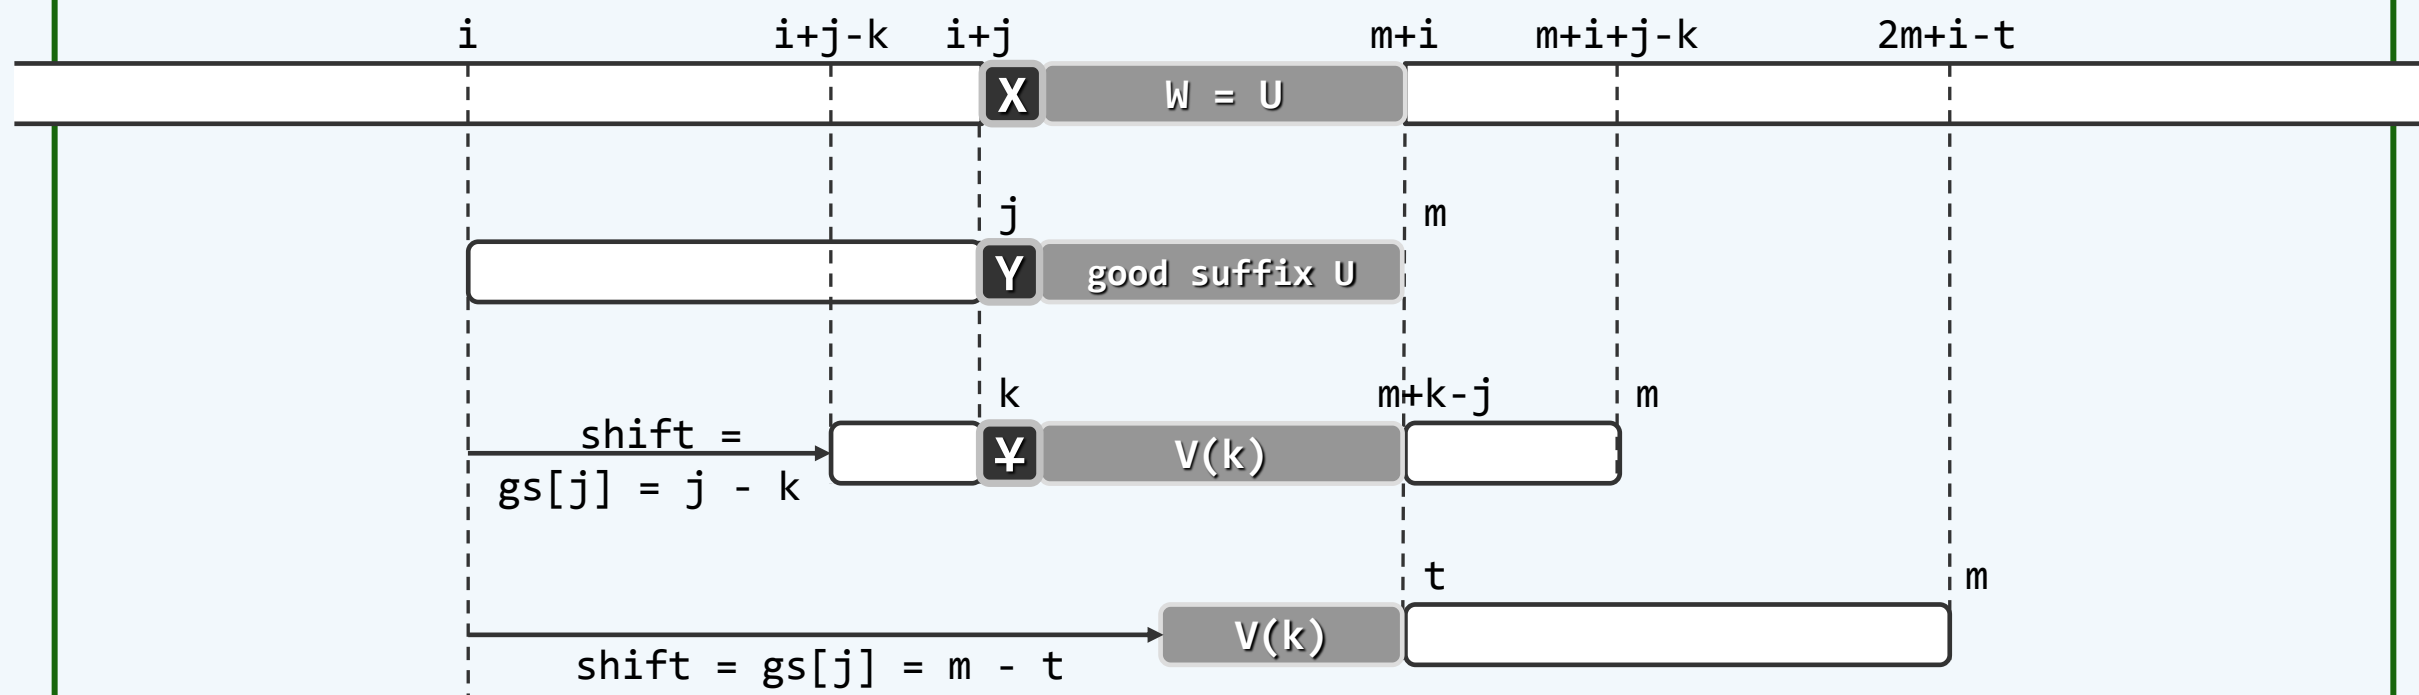 i i+j-k i+j m+i m+i+j-k 2m+i-t
X W = U
j m
Y good suffix U
k m+k-j m
shift =
gs[j] = j - k
¥ V(k)
t m
V(k)
shift = gs[j] = m - t